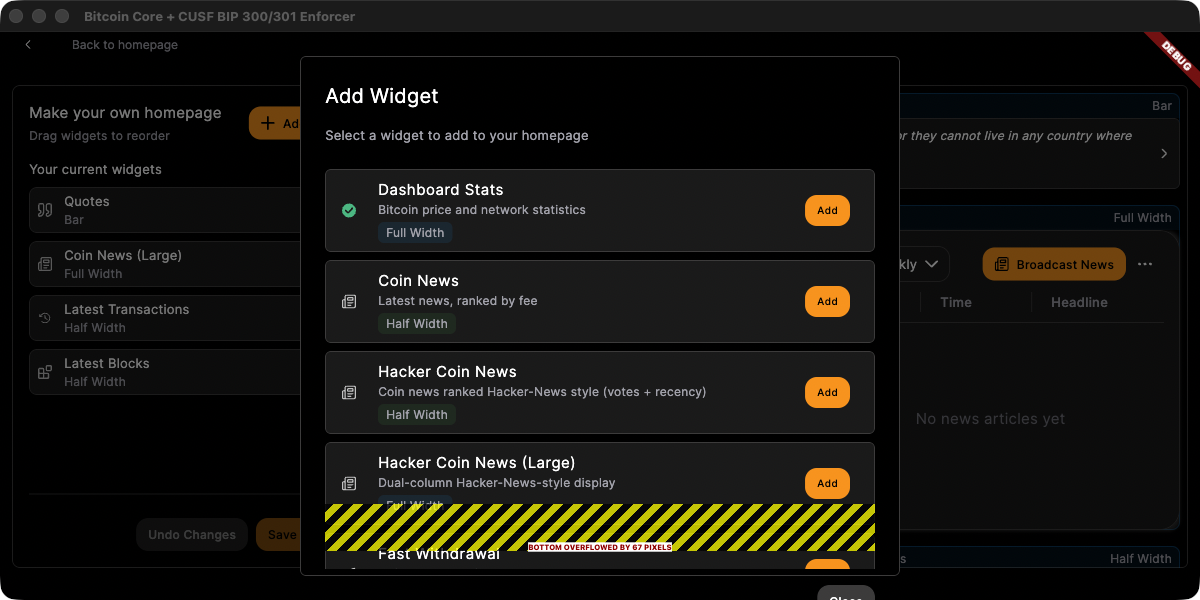 Bitcoin Core + CUSF BIP 300/301 Enforcer
Back to homepage
DEBUG
Make your own homepage
Drag widgets to reorder
Ad
Your current widgets
Quotes
Bar
Coin News (Large)
Full Width
Latest Transactions
Half Width
Latest Blocks
Half Width
Undo Changes
Save
Add Widget
Select a widget to add to your homepage
Dashboard Stats
Bitcoin price and network statistics
Full Width
Add
Coin News
Latest news, ranked by fee
Half Width
Add
Hacker Coin News
Coin news ranked Hacker-News style (votes + recency)
Half Width
Add
Hacker Coin News (Large)
Dual-column Hacker-News-style display
Full Width
Add
BOTTOM OVERFLOWED BY 67 PIXELS
Fast Withdrawal
Close
Bar
or they cannot live in any country where
Full Width
kly
Broadcast News
Time
Headline
No news articles yet
s
Half Width